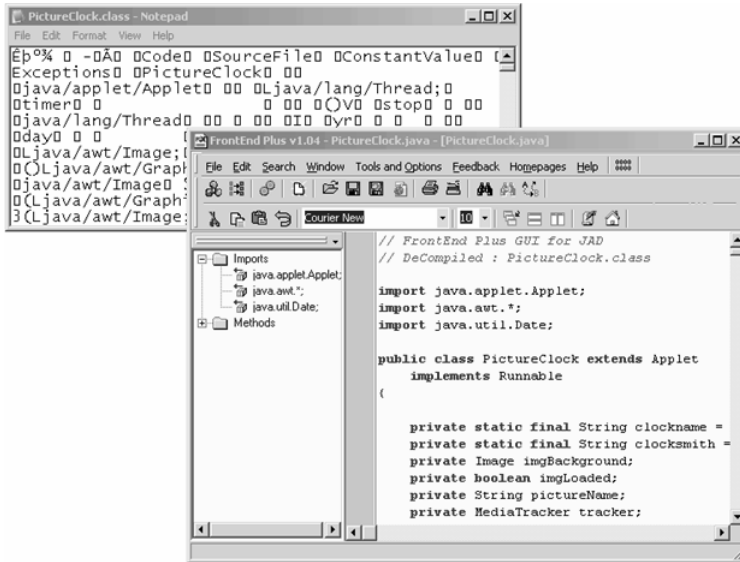 PictureClock.class - Notepad
File Edit Format View Help
Êþº¾ - Ã Code SourceFile ConstantValue
Exceptions PictureClock
java/applet/Applet Ljava/lang/Thread;
timer ()V stop
java/lang/Thread I yr
day
Ljava/awt/Image;
()Ljava/awt/Graph
java/awt/Image
(Ljava/awt/Graph
3(Ljava/awt/Image;
FrontEnd Plus v1.04 - PictureClock.java - [PictureClock.java]
File Edit Search Window Tools and Options Feedback Homepages Help
Courier New 10
Imports
java.applet.Applet;
java.awt.*;
java.util.Date;
Methods
// FrontEnd Plus GUI for JAD
// DeCompiled : PictureClock.class
import java.applet.Applet;
import java.awt.*;
import java.util.Date;
public class PictureClock extends Applet
implements Runnable
{
private static final String clockname =
private static final String clocksmith =
private Image imgBackground;
private boolean imgLoaded;
private String pictureName;
private MediaTracker tracker;